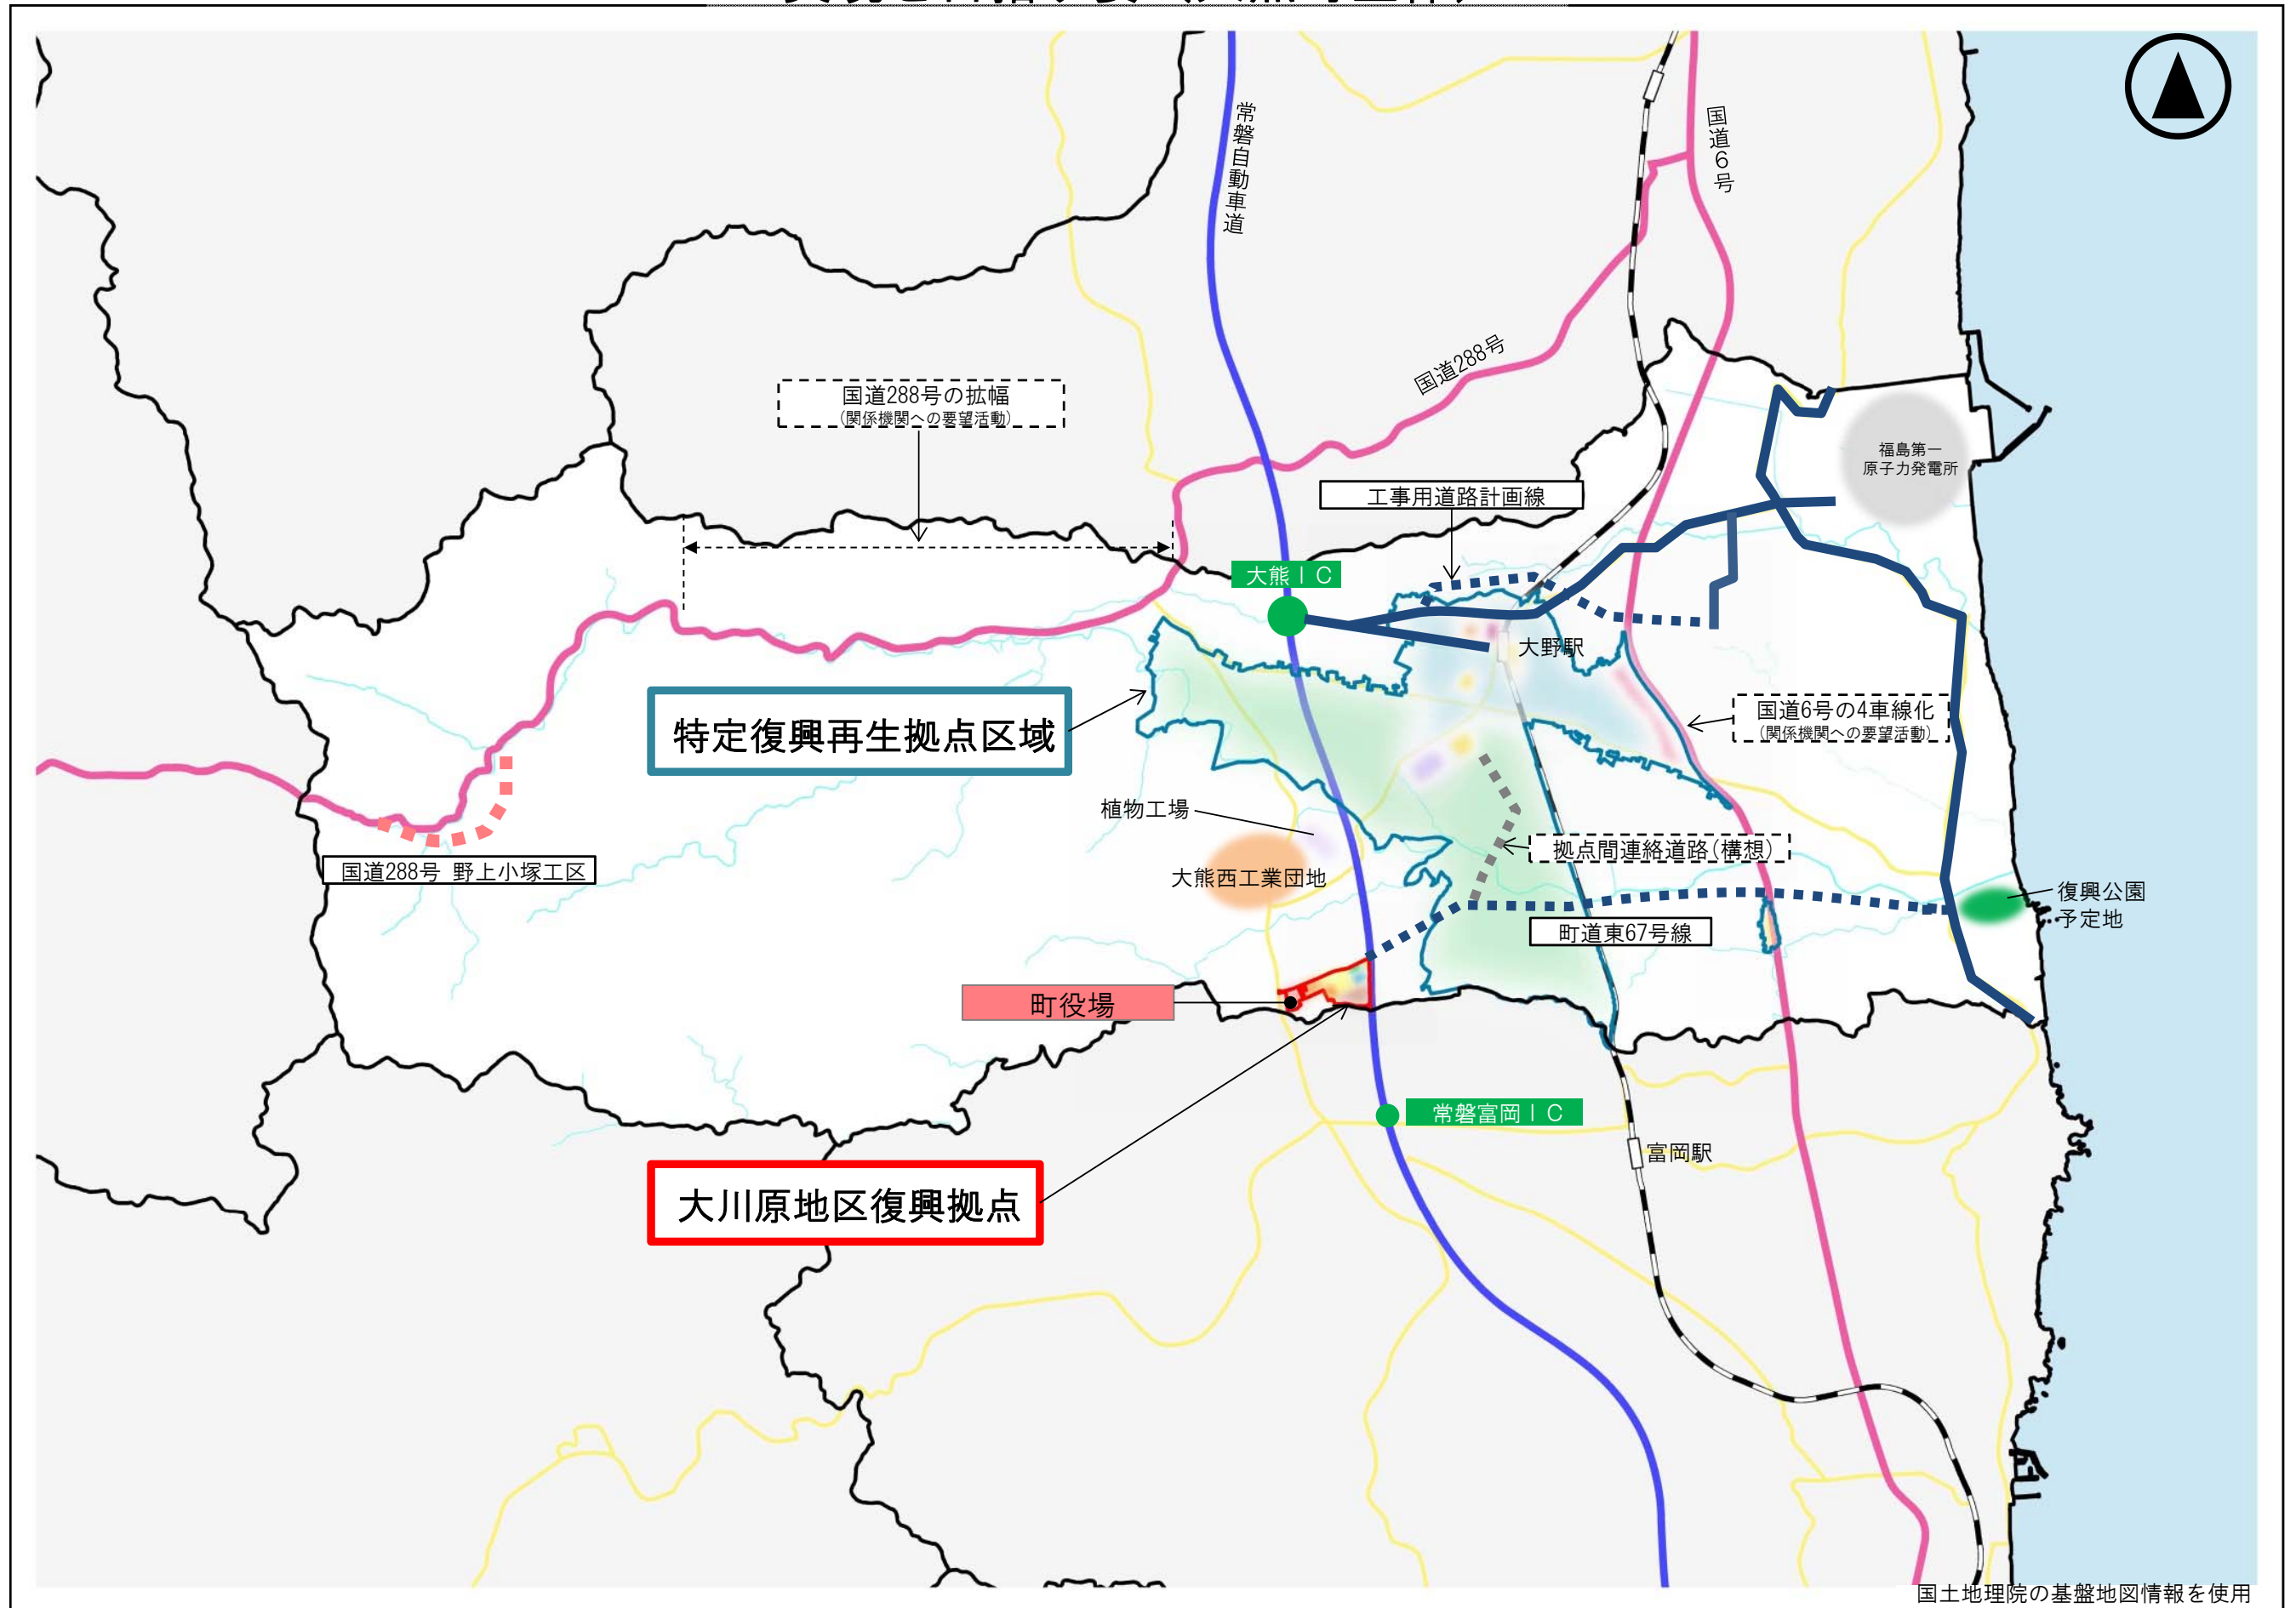 常磐自動車道
国道6号
国道288号
国道288号の拡幅
(関係機関への要望活動)
福島第一
原子力発電所
工事用道路計画線
大熊IC
大野駅
特定復興再生拠点区域
国道6号の4車線化
(関係機関への要望活動)
植物工場
拠点間連絡道路(構想)
国道288号 野上小塚工区
大熊西工業団地
復興公園
予定地
町道東67号線
町役場
常磐富岡IC
富岡駅
大川原地区復興拠点
国土地理院の基盤地図情報を使用